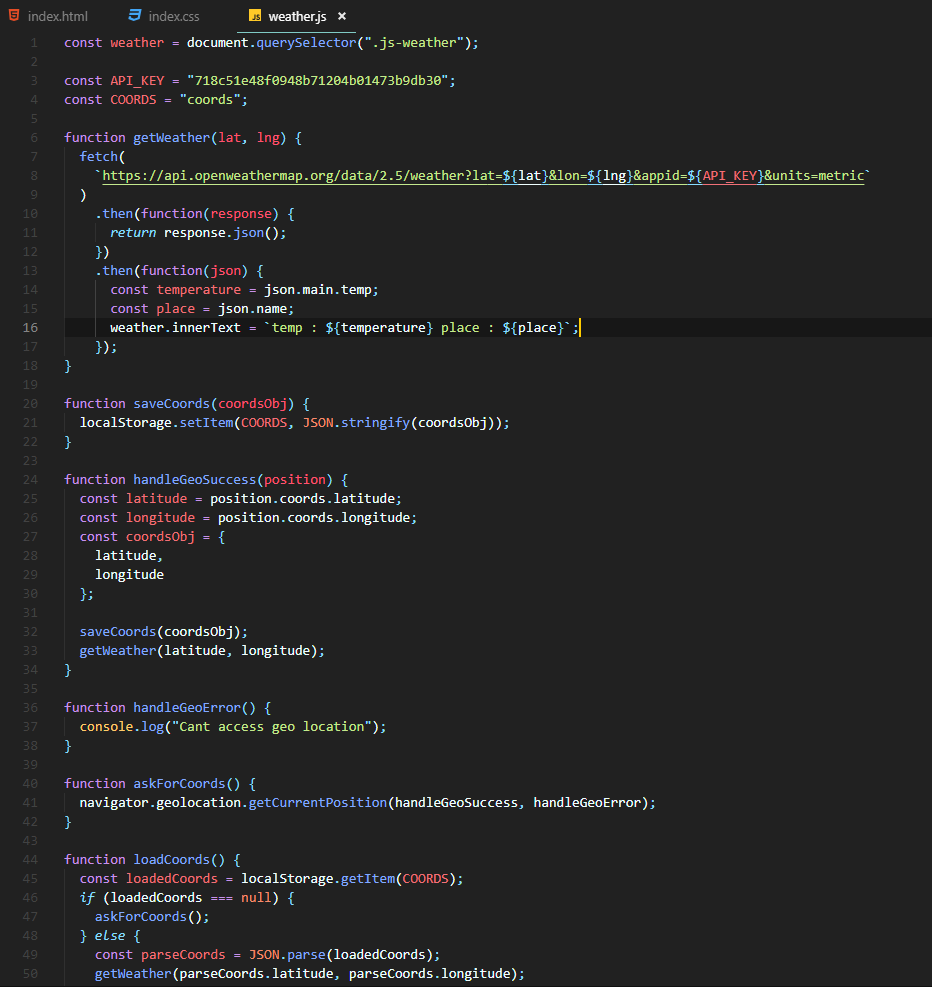 index.html index.css JS weather.js ×
1 const weather = document.querySelector(".js-weather");
2
3 const API_KEY = "718c51e48f0948b71204b01473b9db30";
4 const COORDS = "coords";
5
6 function getWeather(lat, lng) {
7   fetch(
8     `https://api.openweathermap.org/data/2.5/weather?lat=${lat}&lon=${lng}&appid=${API_KEY}&units=metric`
9   )
10     .then(function(response) {
11       return response.json();
12     })
13     .then(function(json) {
14       const temperature = json.main.temp;
15       const place = json.name;
16       weather.innerText = `temp : ${temperature} place : ${place}`;
17     });
18 }
19
20 function saveCoords(coordsObj) {
21   localStorage.setItem(COORDS, JSON.stringify(coordsObj));
22 }
23
24 function handleGeoSuccess(position) {
25   const latitude = position.coords.latitude;
26   const longitude = position.coords.longitude;
27   const coordsObj = {
28     latitude,
29     longitude
30   };
31
32   saveCoords(coordsObj);
33   getWeather(latitude, longitude);
34 }
35
36 function handleGeoError() {
37   console.log("Cant access geo location");
38 }
39
40 function askForCoords() {
41   navigator.geolocation.getCurrentPosition(handleGeoSuccess, handleGeoError);
42 }
43
44 function loadCoords() {
45   const loadedCoords = localStorage.getItem(COORDS);
46   if (loadedCoords === null) {
47     askForCoords();
48   } else {
49     const parseCoords = JSON.parse(loadedCoords);
50     getWeather(parseCoords.latitude, parseCoords.longitude);